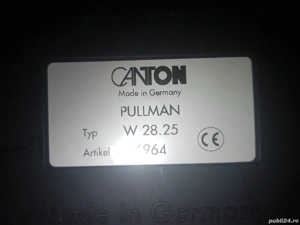 CANTON
Made in Germany
PULLMAN
Typ W 28.25
CE
Artikel 4964
Made in Germany
publi24.ro